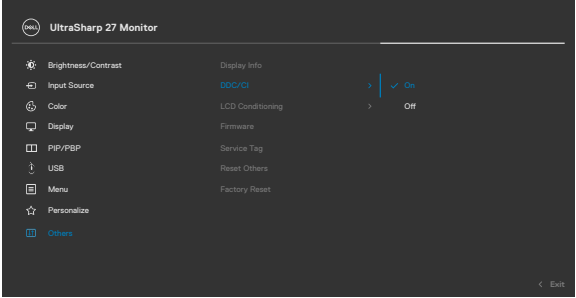 DELL UltraSharp 27 Monitor
Brightness/Contrast Display Info
Input Source DDC/CI > ✓ On
Color LCD Conditioning > Off
Display Firmware
PIP/PBP Service Tag
USB Reset Others
Menu Factory Reset
Personalize
Others
< Exit